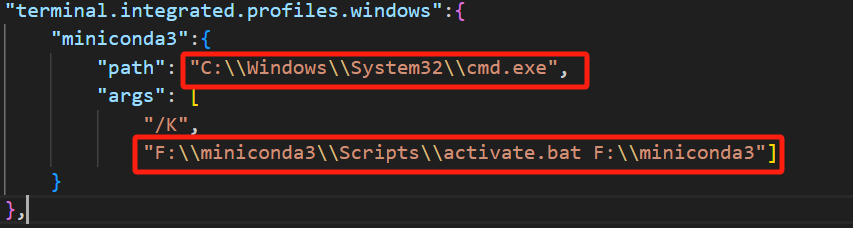 "terminal.integrated.profiles.windows":{
"miniconda3":{
"path": "C:\\Windows\\System32\\cmd.exe",
"args": [
"/K",
"F:\\miniconda3\\Scripts\\activate.bat F:\\miniconda3"]
}
},